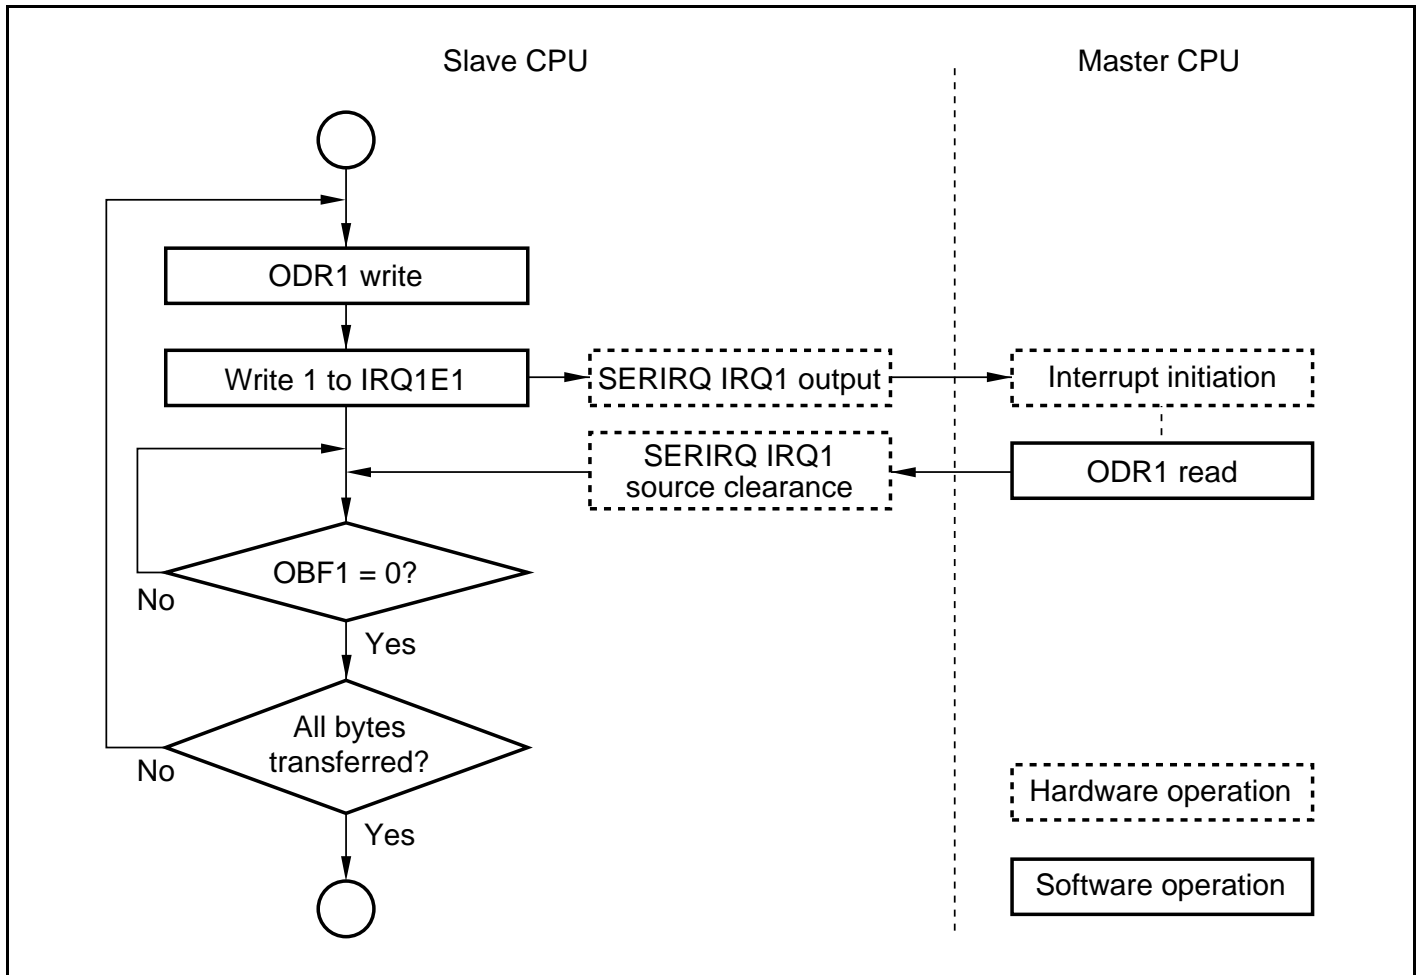 Slave CPU
Master CPU
ODR1 write
Write 1 to IRQ1E1
SERIRQ IRQ1 output
Interrupt initiation
SERIRQ IRQ1
source clearance
ODR1 read
OBF1 = 0?
No
Yes
All bytes
transferred?
No
Yes
Hardware operation
Software operation